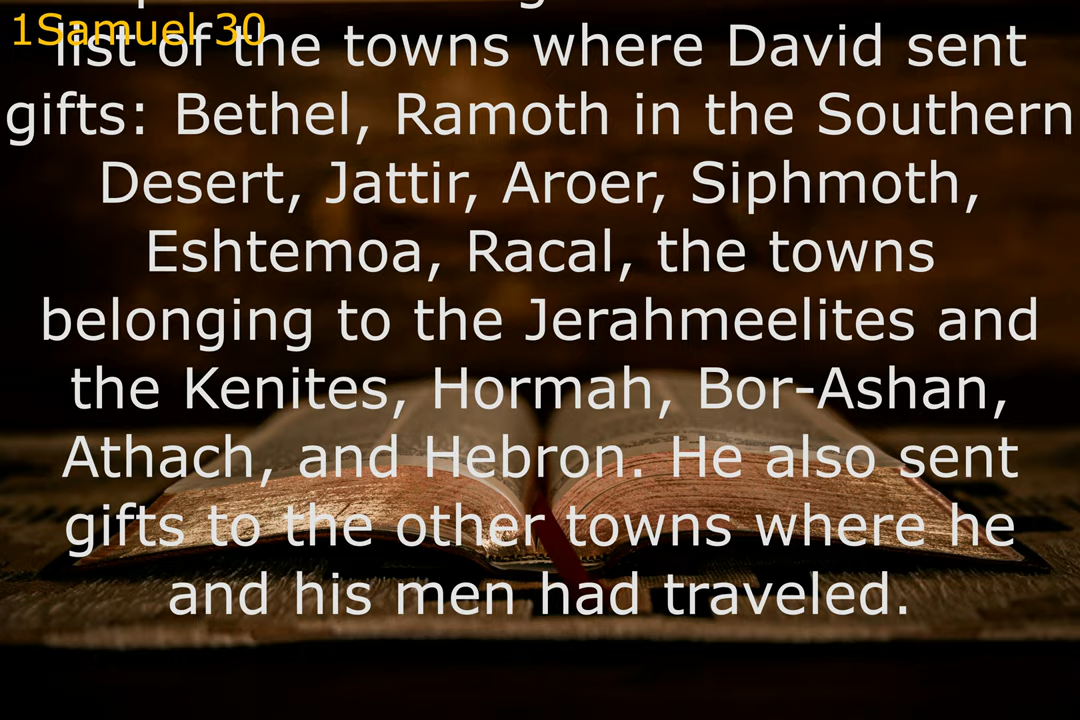 1Samuel 30
list of the towns where David sent
gifts: Bethel, Ramoth in the Southern
Desert, Jattir, Aroer, Siphmoth,
Eshtemoa, Racal, the towns
belonging to the Jerahmeelites and
the Kenites, Hormah, Bor-Ashan,
Athach, and Hebron. He also sent
gifts to the other towns where he
and his men had traveled.